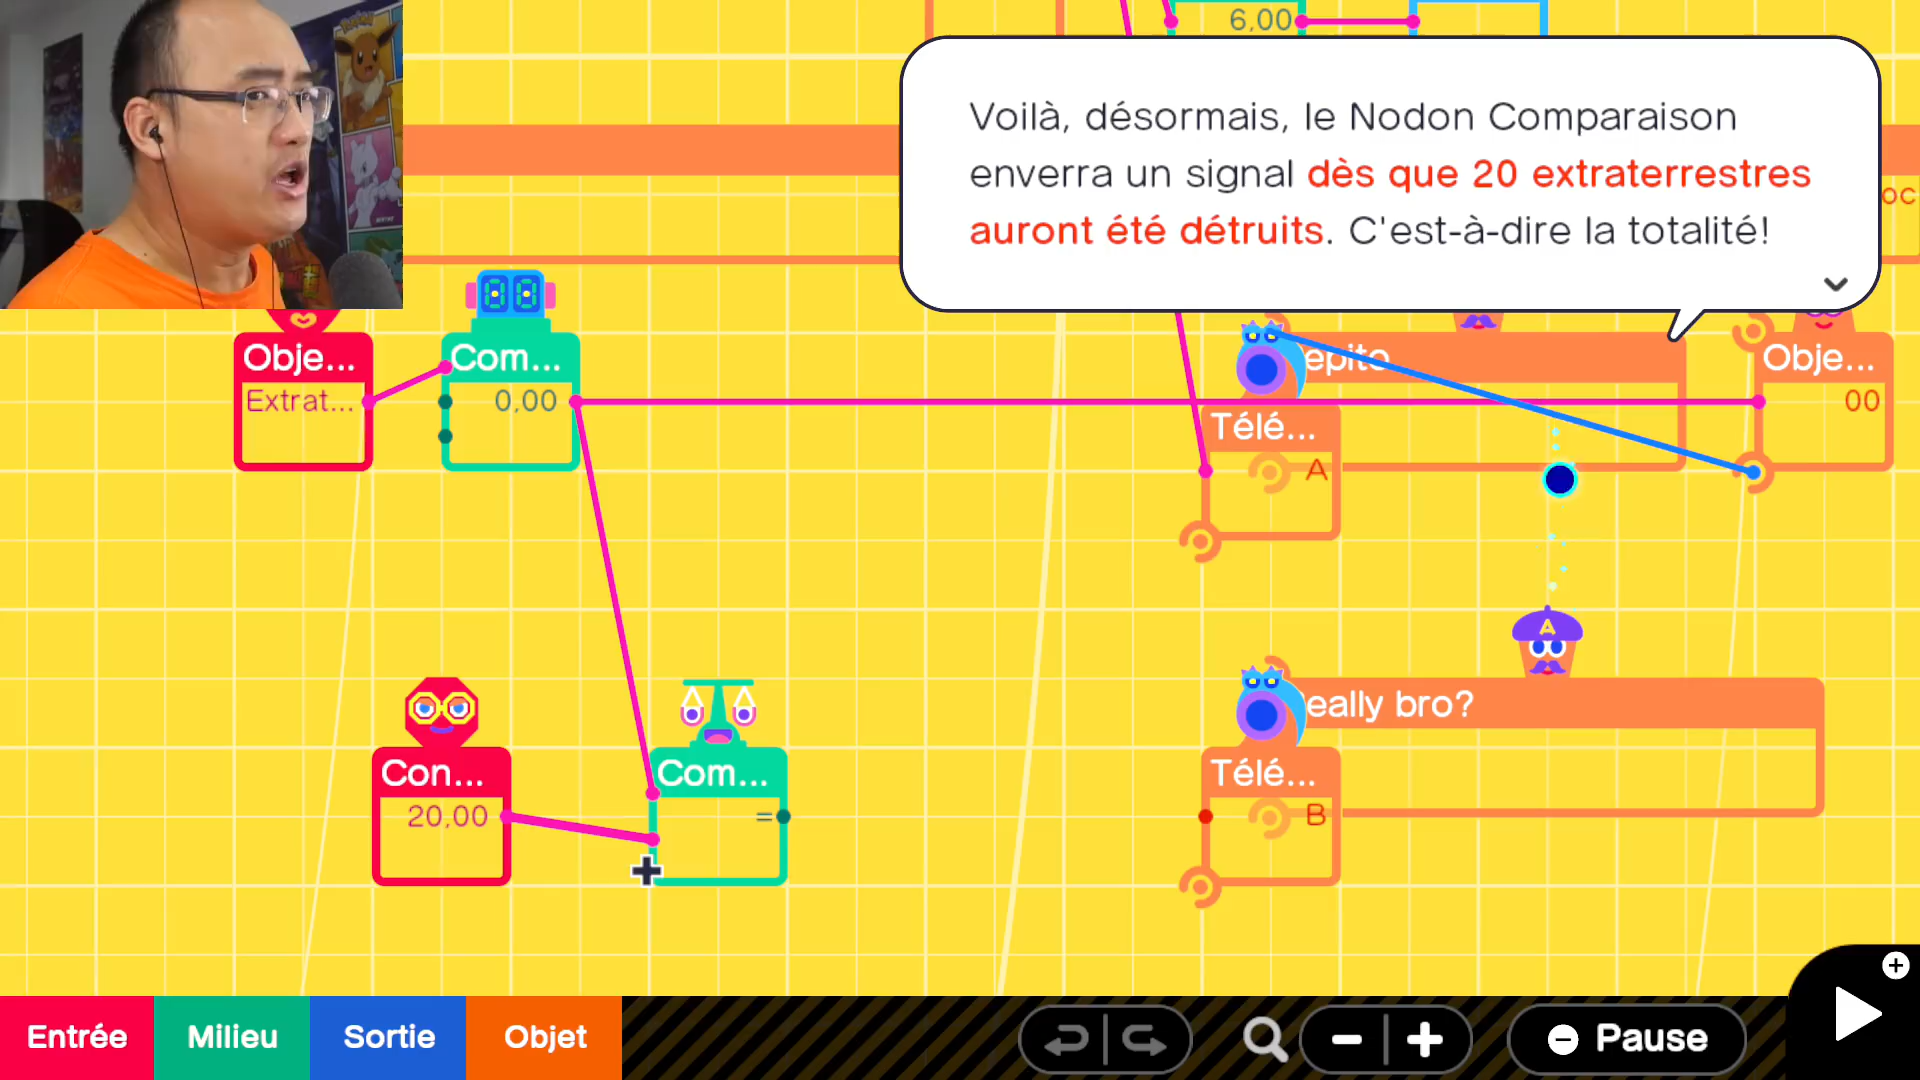 6,00
Voilà, désormais, le Nodon Comparaison
enverra un signal dès que 20 extraterrestres
auront été détruits. C'est-à-dire la totalité!
oc
Obje...
Extrat...
Com...
0,00
epito
Obje...
00
Télé...
A
A
Con...
20,00
Com...
=
eally bro?
Télé...
B
Entrée
Milieu
Sortie
Objet
Pause